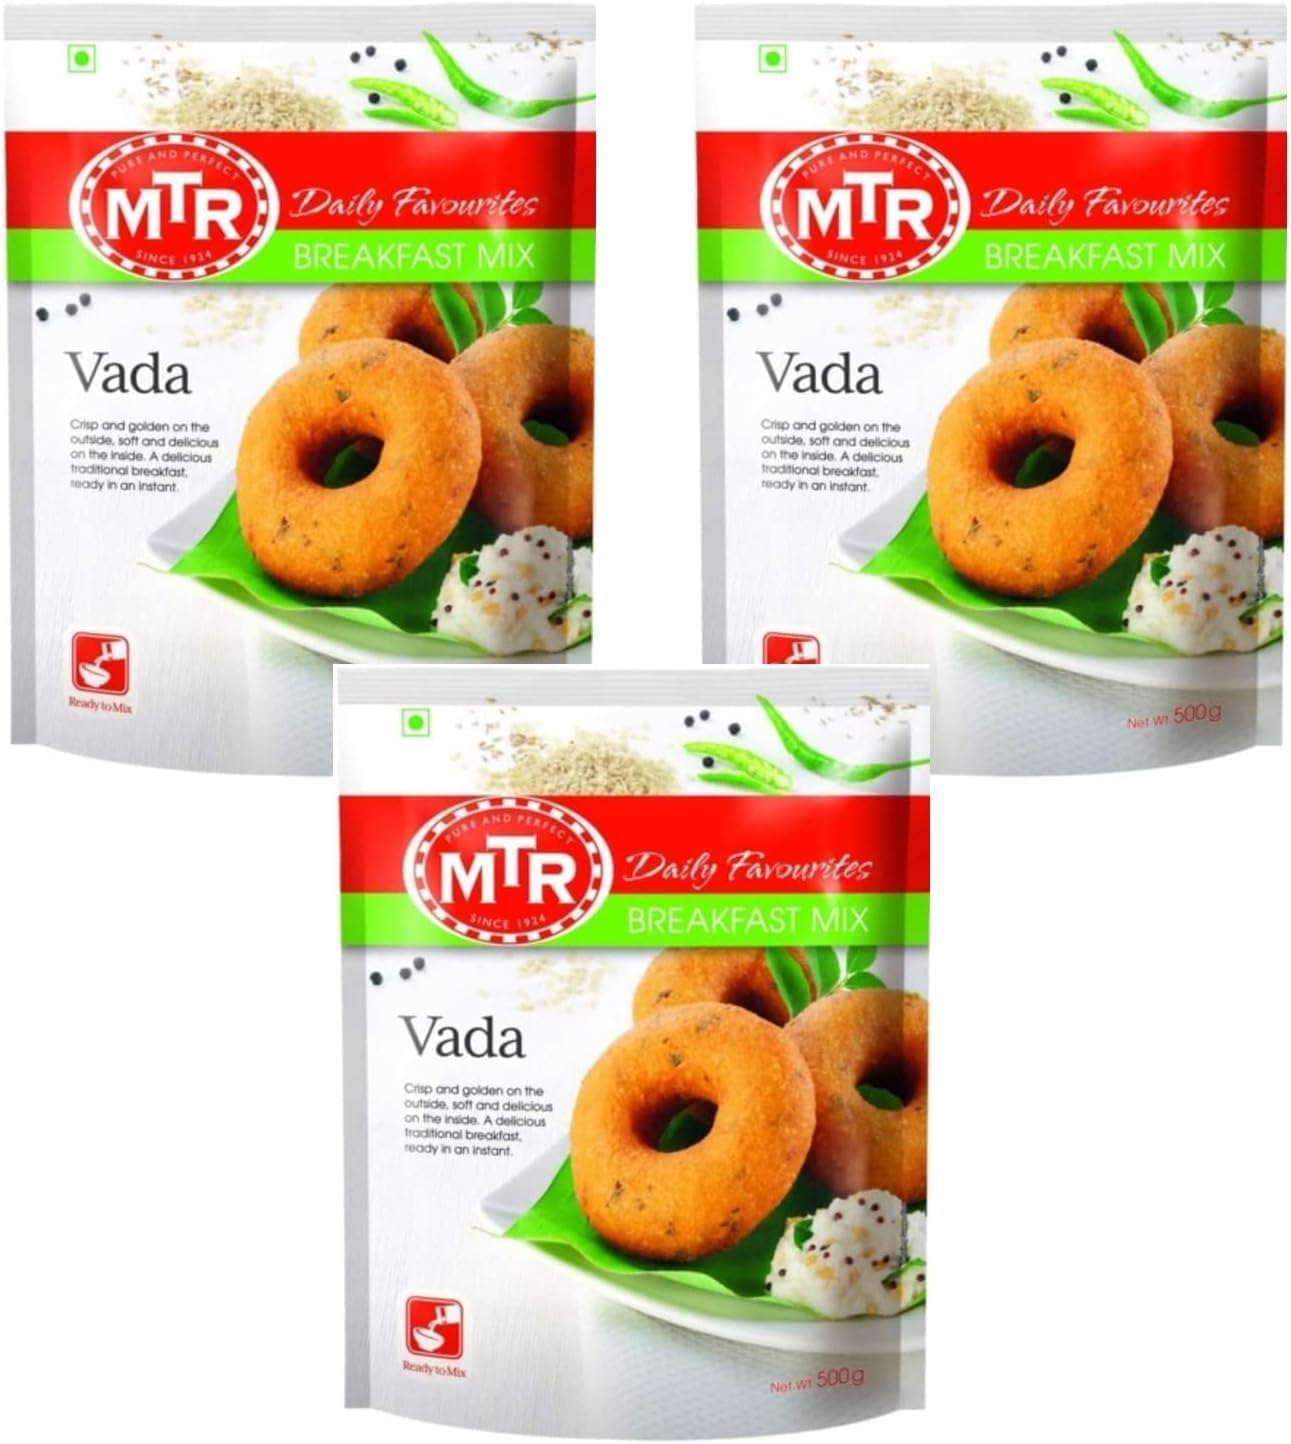 PURE AND PERFECT
MTR
SINCE 1924
Daily Favourites
BREAKFAST MIX
Vada
Crisp and golden on the
outside, soft and delicious
on the inside. A delicious
traditional breakfast,
ready in an instant.
Ready to Mix
PURE AND PERFECT
MTR
SINCE 1924
Daily Favourites
BREAKFAST MIX
Vada
Crisp and golden on the
outside, soft and delicious
on the inside. A delicious
traditional breakfast,
ready in an instant.
Net Wt 500g
PURE AND PERFECT
MTR
SINCE 1924
Daily Favourites
BREAKFAST MIX
Vada
Crisp and golden on the
outside, soft and delicious
on the inside. A delicious
traditional breakfast,
ready in an instant.
Ready to Mix
Net Wt 500g